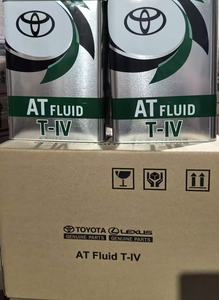 AT FLUID
T-IV
AT FLUID
T-IV
TOYOTA LEXUS
GENUINE PARTS GENUINE PARTS
AT Fluid T-IV